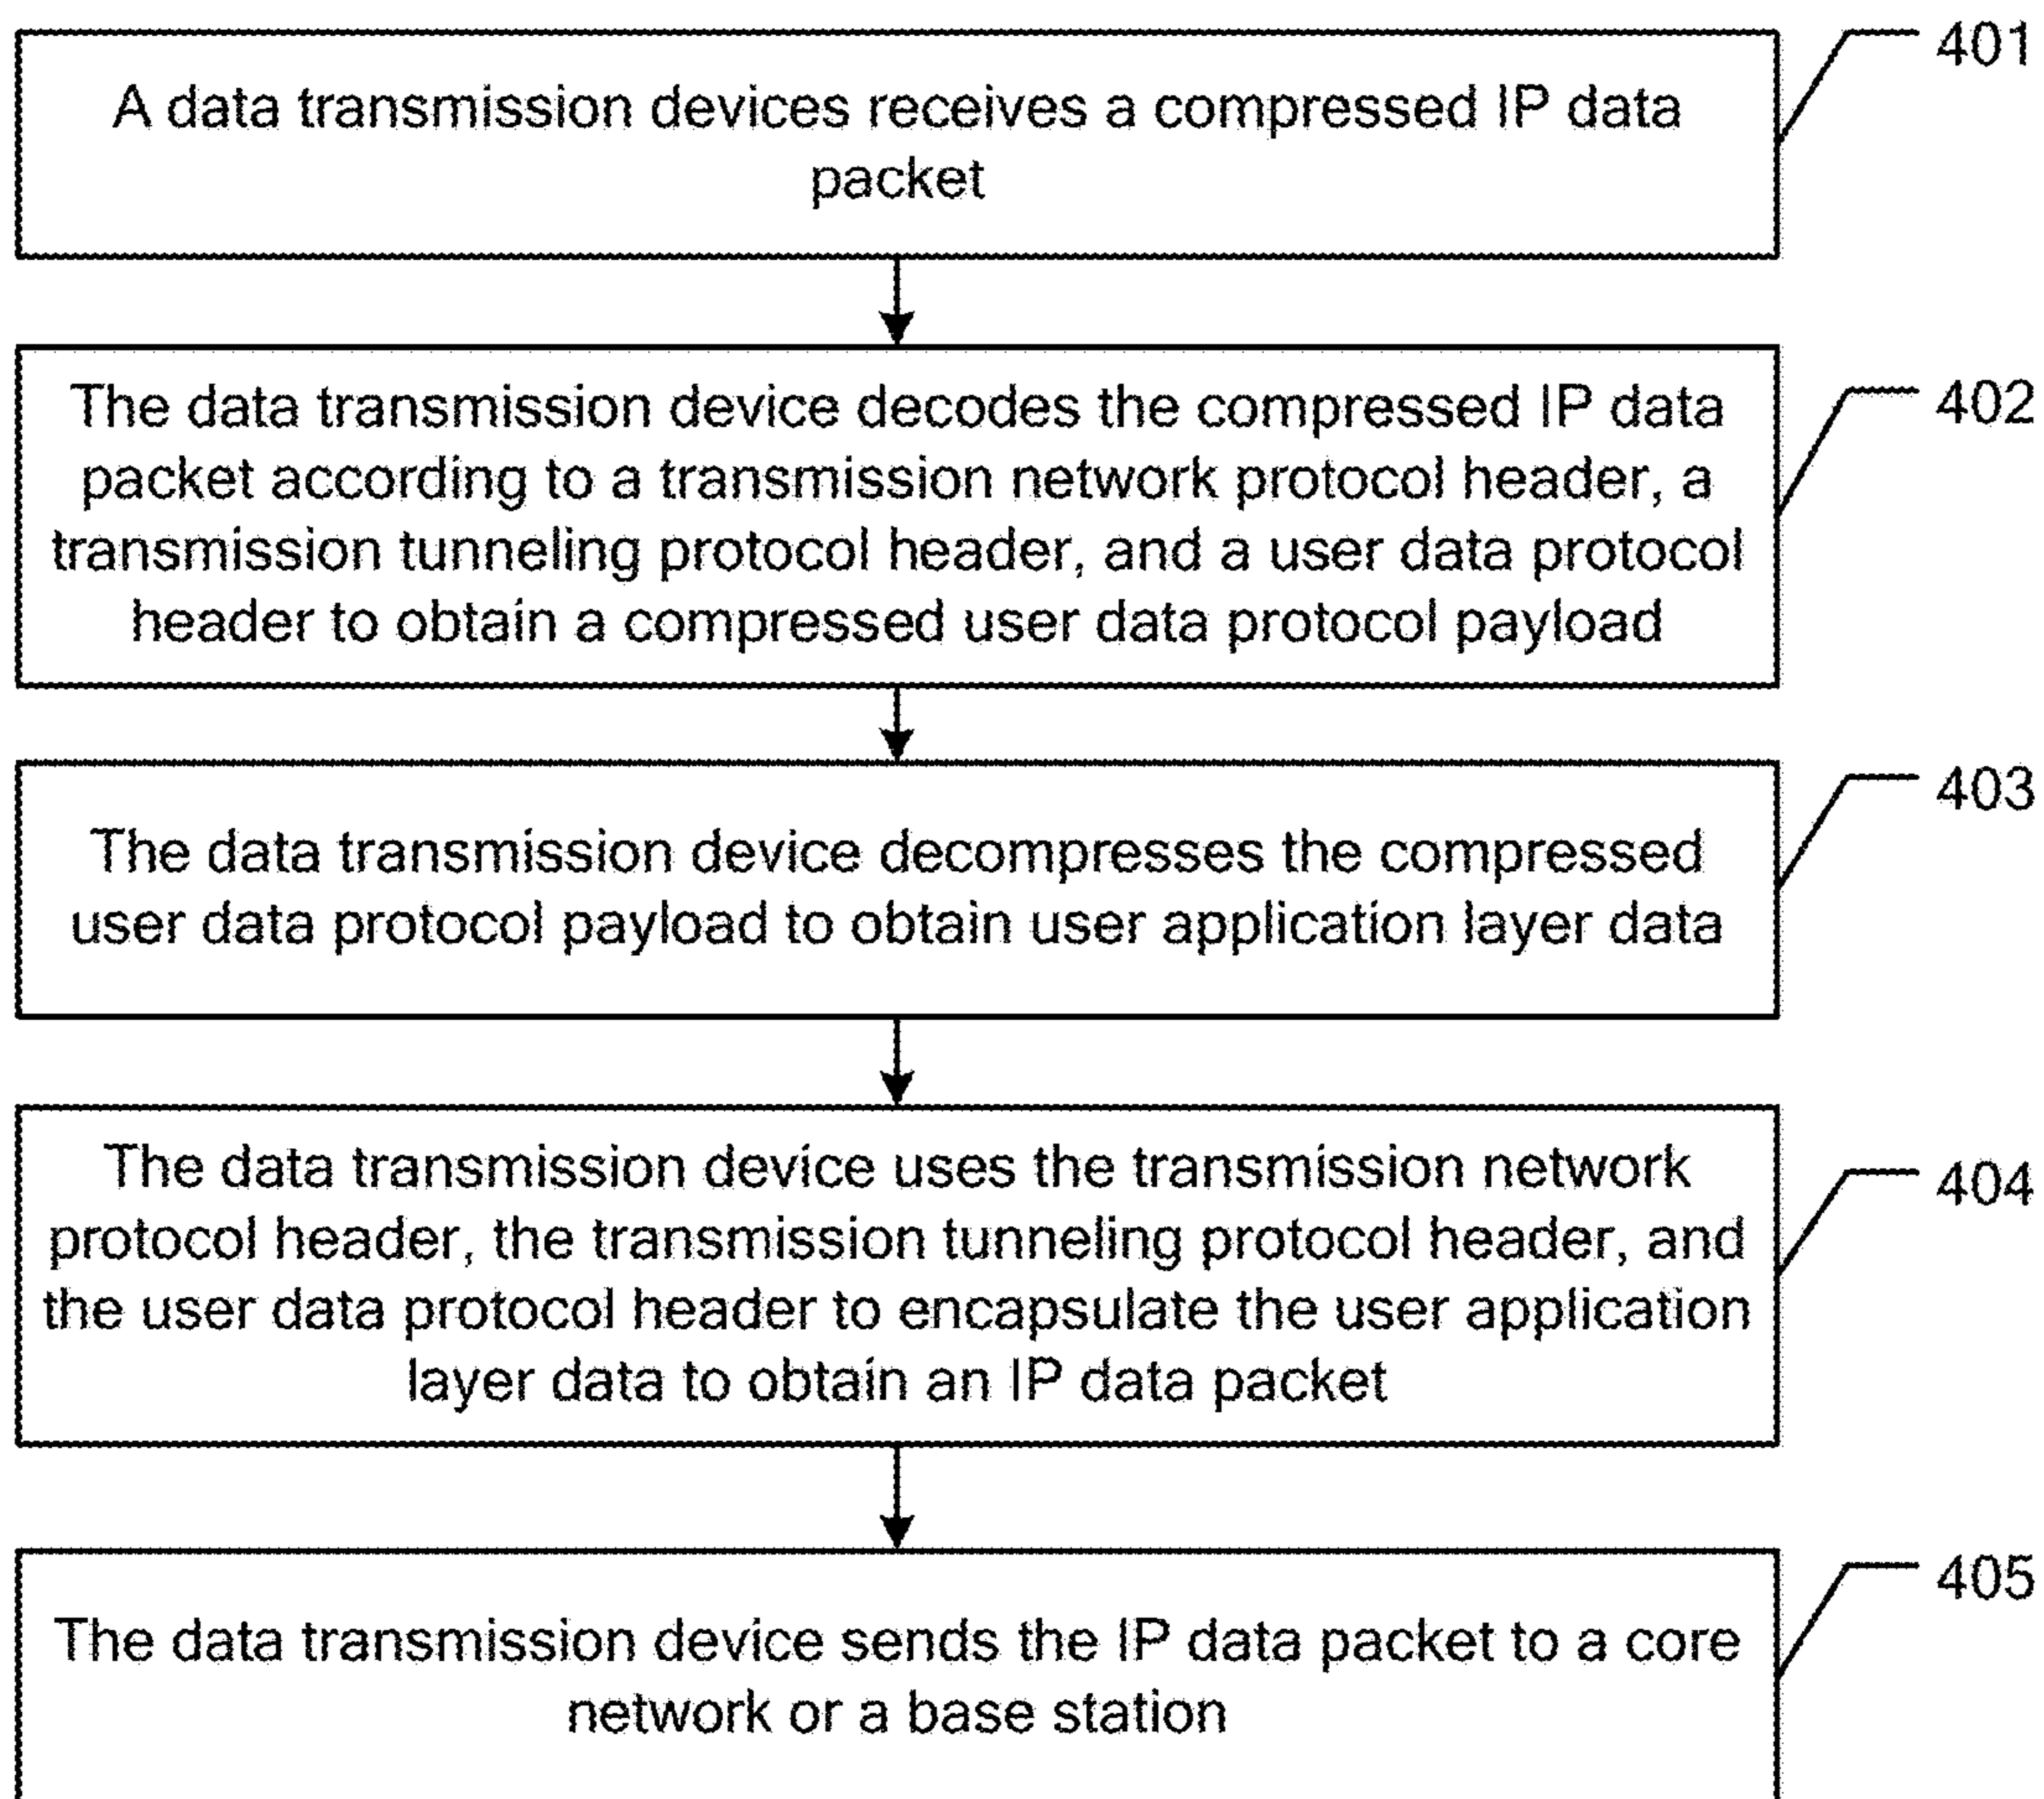 401
A data transmission devices receives a compressed IP data
packet
402
The data transmission device decodes the compressed IP data
packet according to a transmission network protocol header, a
transmission tunneling protocol header, and a user data protocol
header to obtain a compressed user data protocol payload
403
The data transmission device decompresses the compressed
user data protocol payload to obtain user application layer data
404
The data transmission device uses the transmission network
protocol header, the transmission tunneling protocol header, and
the user data protocol header to encapsulate the user application
layer data to obtain an IP data packet
405
The data transmission device sends the IP data packet to a core
network or a base station